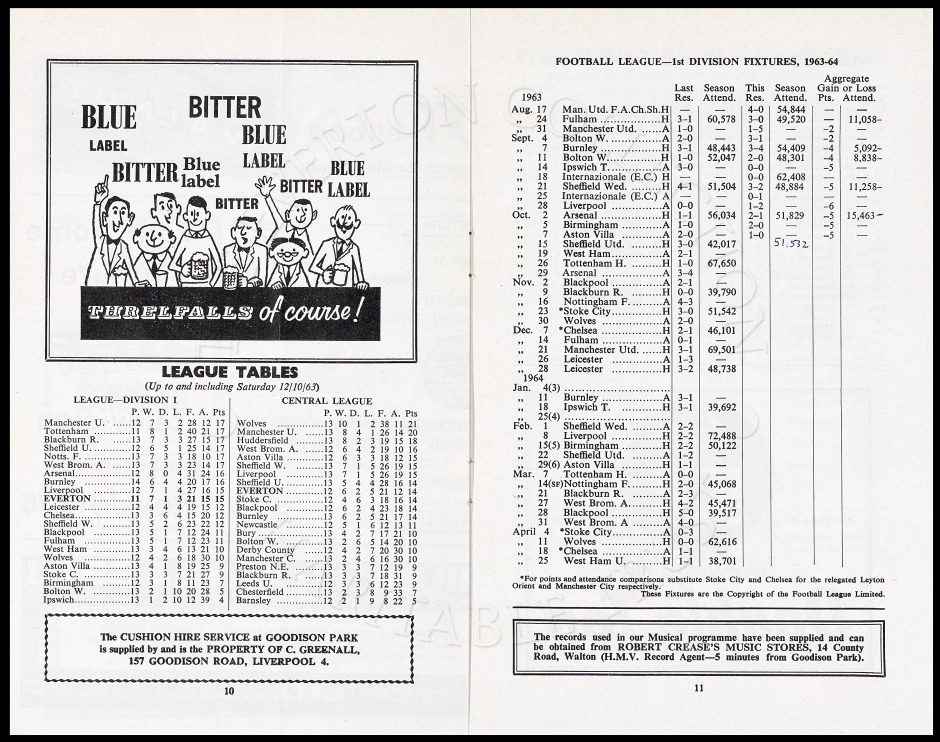 BLUE
LABEL
BITTER
BLUE
LABEL
BITTER
Blue
label
BITTER
BITTER
BLUE
LABEL
THRELFALLS of course!
LEAGUE TABLES
(Up to and including Saturday 12/10/63)
LEAGUE—DIVISION I
P. W. D. L. F. A. Pts
Manchester U. ......12 7 3 2 28 12 17
Tottenham ..........11 8 1 2 40 21 17
Blackburn R. .......13 7 3 3 27 15 17
Sheffield U. .........12 6 5 1 25 14 17
Notts. F. ............13 7 3 3 18 10 17
West Brom. A. ......13 7 3 3 23 14 17
Arsenal..............12 8 0 4 31 24 16
Burnley .............14 6 4 4 20 17 16
Liverpool ...........12 7 1 4 27 16 15
EVERTON ..........11 7 1 3 21 15 15
Leicester ............12 4 4 4 19 15 12
Chelsea..............13 3 6 4 15 20 12
Sheffield W. ........13 5 2 6 23 22 12
Blackpool ...........13 5 1 7 12 24 11
Fulham ..............13 5 1 7 12 23 11
West Ham ..........13 3 4 6 13 21 10
Wolves ..............12 4 2 6 18 30 10
Aston Villa .........13 4 1 8 19 25 9
Stoke C. ............13 3 3 7 21 27 9
Birmingham ........12 3 1 8 11 23 7
Bolton W. ...........13 2 1 10 20 28 5
Ipswich..............13 1 2 10 12 39 4
CENTRAL LEAGUE
P. W. D. L. F. A. Pts
Wolves ..............13 10 1 2 38 11 21
Manchester U. ......13 8 4 1 26 14 20
Huddersfield ........13 8 2 3 19 15 18
West Brom. A. ......12 6 4 2 19 10 16
Aston Villa ..........12 6 3 3 18 12 15
Sheffield W. .........13 7 1 5 26 19 15
Liverpool ............13 7 1 5 26 19 15
Sheffield U. ..........13 5 4 4 28 16 14
EVERTON ...........12 6 2 5 21 12 14
Stoke C. .............12 4 6 3 18 16 14
Blackpool ............12 6 2 4 23 18 14
Burnley ..............13 6 2 5 21 17 14
Newcastle ............12 5 1 6 12 13 11
Bury .................13 4 2 7 17 21 10
Bolton W. ............13 2 6 5 14 20 10
Derby County .......12 4 2 7 20 30 10
Manchester C. .......13 2 4 6 16 30 10
Preston N.E. .........13 3 3 7 12 19 9
Blackburn R. ........13 3 3 7 18 31 9
Leeds U. .............12 3 3 6 12 23 9
Chesterfield ..........13 2 3 8 9 33 7
Barnsley .............12 2 1 9 8 22 5
The CUSHION HIRE SERVICE at GOODISON PARK
is supplied by and is the PROPERTY OF C. GREENALL,
157 GOODISON ROAD, LIVERPOOL 4.
10
FOOTBALL LEAGUE—1st DIVISION FIXTURES, 1963-64
Aggregate
Last Season This Season Gain or Loss
1963 Res. Attend. Res. Attend. Pts. Attend.
Aug. 17 Man. Utd. F.A.Ch.Sh.H — — 4–0 54,844 — —
„ 24 Fulham ..................H 3–1 60,578 3–0 49,520 — 11,058–
„ 31 Manchester Utd. .......A 1–0 — 1–5 — –2 —
Sept. 4 Bolton W. ...............A 2–0 — 3–1 — –2 —
„ 7 Burnley ..................H 3–1 48,443 3–4 54,409 –4 5,092–
„ 11 Bolton W.................H 1–0 52,047 2–0 48,301 –4 8,838–
„ 14 Ipswich T. ...............A 3–0 — 0–0 — –5 —
„ 18 Internazionale (E.C.) H — — 0–0 62,408
„ 21 Sheffield Wed. ..........H 4–1 51,504 3–2 48,884 –5 11,258–
„ 25 Internazionale (E.C.) A — — 0–1 —
„ 28 Liverpool ................A 0–0 — 1–2 — –6 —
Oct. 2 Arsenal ..................H 1–1 56,034 2–1 51,829 –5 15,463–
„ 5 Birmingham .............A 1–0 — 2–0 — –5 —
„ 7 Aston Villa ..............A 2–0 — 1–0 — –5 —
„ 15 Sheffield Utd. ...........H 3–0 42,017 51.532
„ 19 West Ham................A 2–1 —
„ 26 Tottenham H. ...........H 1–0 67,650
„ 29 Arsenal ..................A 3–4 —
Nov. 2 Blackpool ................A 2–1 —
„ 9 Blackburn R. ............H 0–0 39,790
„ 16 Nottingham F............A 4–3 —
„ 23 *Stoke City...............H 3–0 51,542
„ 30 Wolves ...................A 2–0 —
Dec. 7 *Chelsea ..................H 2–1 46,101
„ 14 Fulham ..................A 0–1 —
„ 21 Manchester Utd. .......H 3–1 69,501
„ 26 Leicester .................A 1–3 —
„ 28 Leicester .................H 3–2 48,738
1964
Jan. 4(3) ...........................
„ 11 Burnley ..................A 3–1 —
„ 18 Ipswich T. ...............H 3–1 39,692
„ 25(4) ...........................
Feb. 1 Sheffield Wed. ..........A 2–2 —
„ 8 Liverpool ................H 2–2 72,488
„ 15(5) Birmingham .............H 2–2 50,122
„ 22 Sheffield Utd. ...........A 1–2 —
„ 29(6) Aston Villa ..............H 1–1 —
Mar. 7 Tottenham H. ...........A 0–0 —
„ 14(sr)Nottingham F...........H 2–0 45,068
„ 21 Blackburn R. ............A 2–3 —
„ 27 West Brom. A. ..........H 4–2 45,471
„ 28 Blackpool ................H 5–0 39,517
„ 31 West Brom. A ...........A 4–0 —
April 4 *Stoke City...............A 0–3 —
„ 11 Wolves ...................H 0–0 62,616
„ 18 *Chelsea ..................A 1–1 —
„ 25 West Ham U. ............H 1–1 38,701
*For points and attendance comparisons substitute Stoke City and Chelsea for the relegated Leyton
Orient and Manchester City respectively.
These Fixtures are the Copyright of the Football League Limited.
The records used in our Musical programme have been supplied and can
be obtained from ROBERT CREASE'S MUSIC STORES, 14 County
Road, Walton (H.M.V. Record Agent—5 minutes from Goodison Park).
11